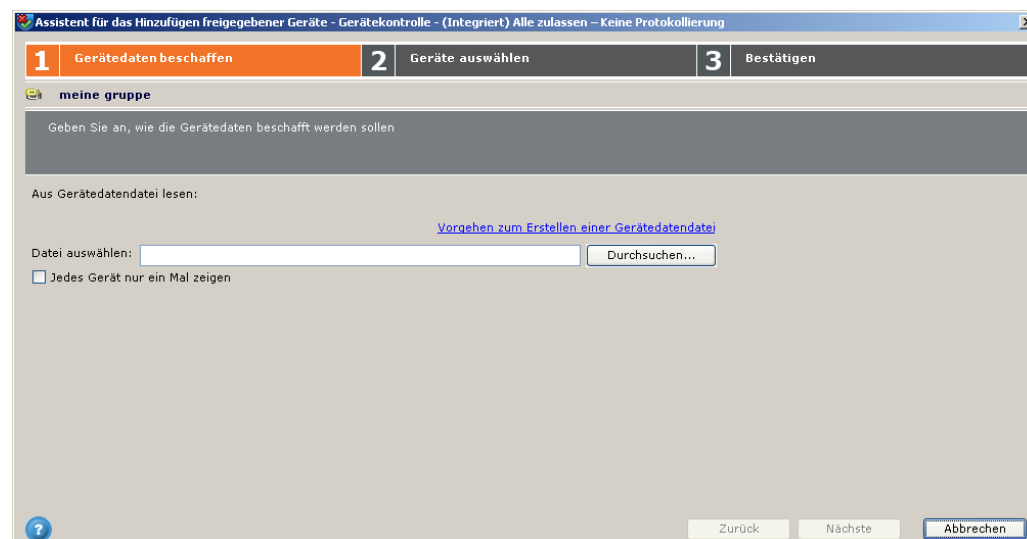 Assistent für das Hinzufügen freigegebener Geräte - Gerätekontrolle - (Integriert) Alle zulassen – Keine Protokollierung
1 Gerätedaten beschaffen 2 Geräte auswählen 3 Bestätigen
meine gruppe
Geben Sie an, wie die Gerätedaten beschafft werden sollen
Aus Gerätedatendatei lesen:
Vorgehen zum Erstellen einer Gerätedatendatei
Datei auswählen: Durchsuchen...
Jedes Gerät nur ein Mal zeigen
? Zurück Nächste Abbrechen